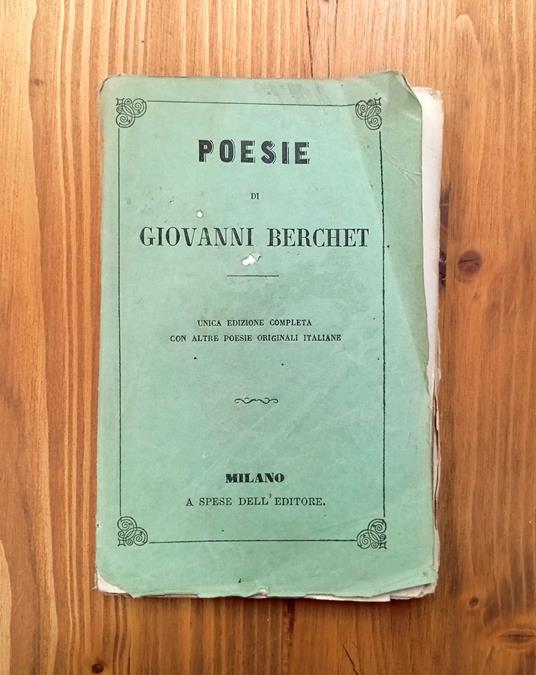 POESIE
DI
GIOVANNI BERCHET
UNICA EDIZIONE COMPLETA
CON ALTRE POESIE ORIGINALI ITALIANE
MILANO
A SPESE DELL'EDITORE.